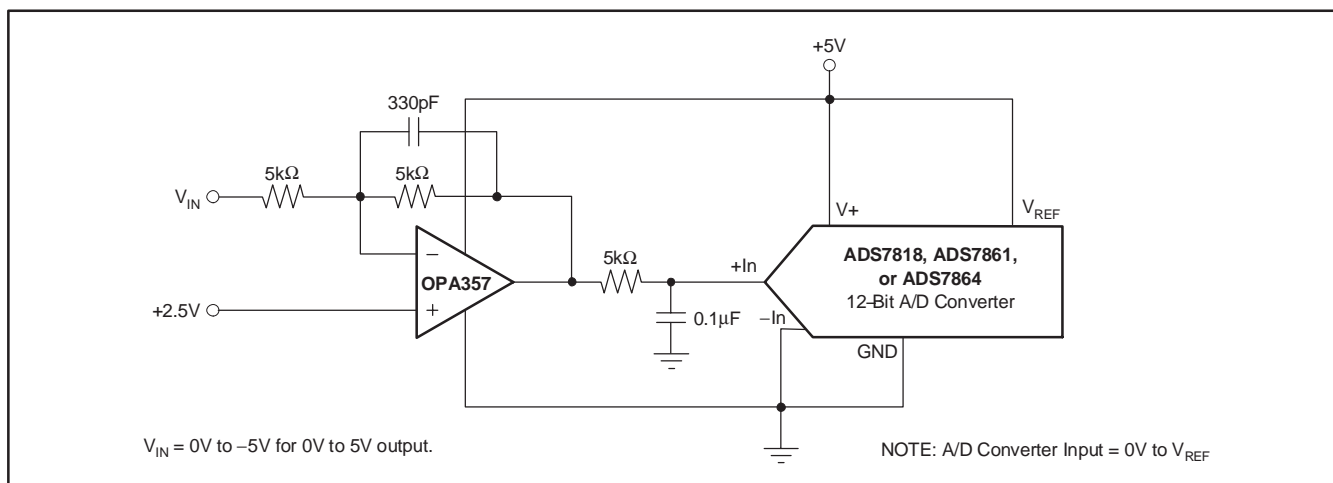 +5V
330pF
5kΩ
5kΩ
V_IN
V+
V_REF
−
OPA357
+
+2.5V
5kΩ
+In
0.1μF
−In
ADS7818, ADS7861,
or ADS7864
12–Bit A/D Converter
GND
V_IN = 0V to −5V for 0V to 5V output.
NOTE: A/D Converter Input = 0V to V_REF